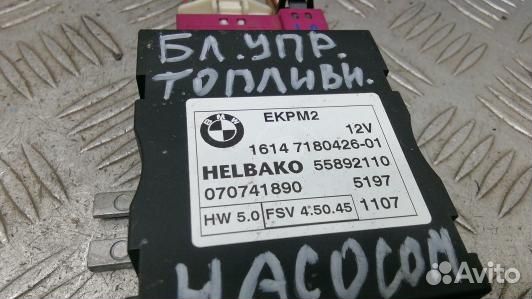 БЛ. УПР.
ТОПЛИВН.
BMW
EKPM2
12V
1614 7180426-01
HELBAKO 55892110
070741890 5197
HW 5.0 FSV 4.50.45 1107
НАСОСОМ
Avito